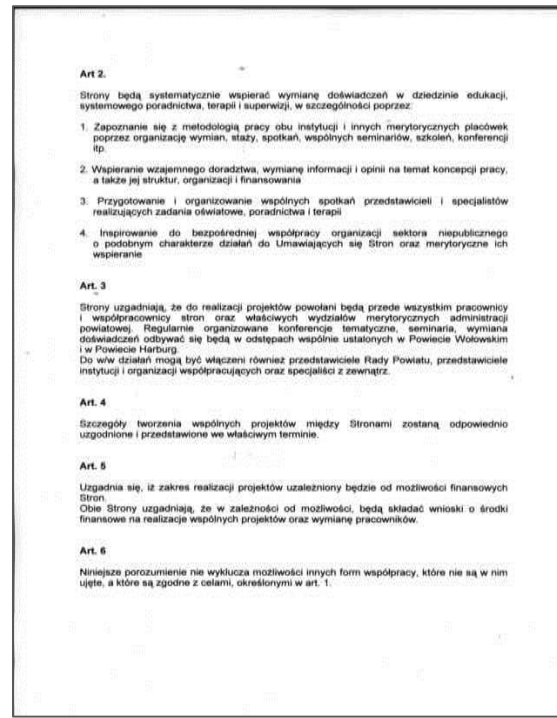 Art 2.
Strony będą systematycznie wspierać wymianę doświadczeń w dziedzinie edukacji,
systemowego poradnictwa, terapii i superwizji, w szczególności poprzez:
1. Zapoznanie się z metodologią pracy obu instytucji i innych merytorycznych placówek
poprzez organizację wymian, staży, spotkań, wspólnych seminariów, szkoleń, konferencji
itp.
2. Wspieranie wzajemnego doradztwa, wymianę informacji i opinii na temat koncepcji pracy,
a także jej struktur, organizacji i finansowania
3. Przygotowanie i organizowanie wspólnych spotkań przedstawicieli i specjalistów
realizujących zadania oświatowe, poradnictwa i terapii
4. Inspirowanie do bezpośredniej współpracy organizacji sektora niepublicznego
o podobnym charakterze działań do Umawiających się Stron oraz merytoryczne ich
wspieranie
Art. 3
Strony uzgadniają, że do realizacji projektów powołani będą przede wszystkim pracownicy
i współpracownicy stron oraz właściwych wydziałów merytorycznych administracji
powiatowej. Regularnie organizowane konferencje tematyczne, seminaria, wymiana
doświadczeń odbywać się będą w odstępach wspólnie ustalonych w Powiecie Wołowskim
i w Powiecie Harburg.
Do w/w działań mogą być włączeni również przedstawiciele Rady Powiatu, przedstawiciele
instytucji i organizacji współpracujących oraz specjaliści z zewnątrz.
Art. 4
Szczegóły tworzenia wspólnych projektów między Stronami zostaną odpowiednio
uzgodnione i przedstawione we właściwym terminie.
Art. 5
Uzgadnia się, iż zakres realizacji projektów uzależniony będzie od możliwości finansowych
Stron.
Obie Strony uzgadniają, że w zależności od możliwości, będą składać wnioski o środki
finansowe na realizacje wspólnych projektów oraz wymianę pracowników.
Art. 6
Niniejsze porozumienie nie wyklucza możliwości innych form współpracy, które nie są w nim
ujęte, a które są zgodne z celami, określonymi w art. 1.